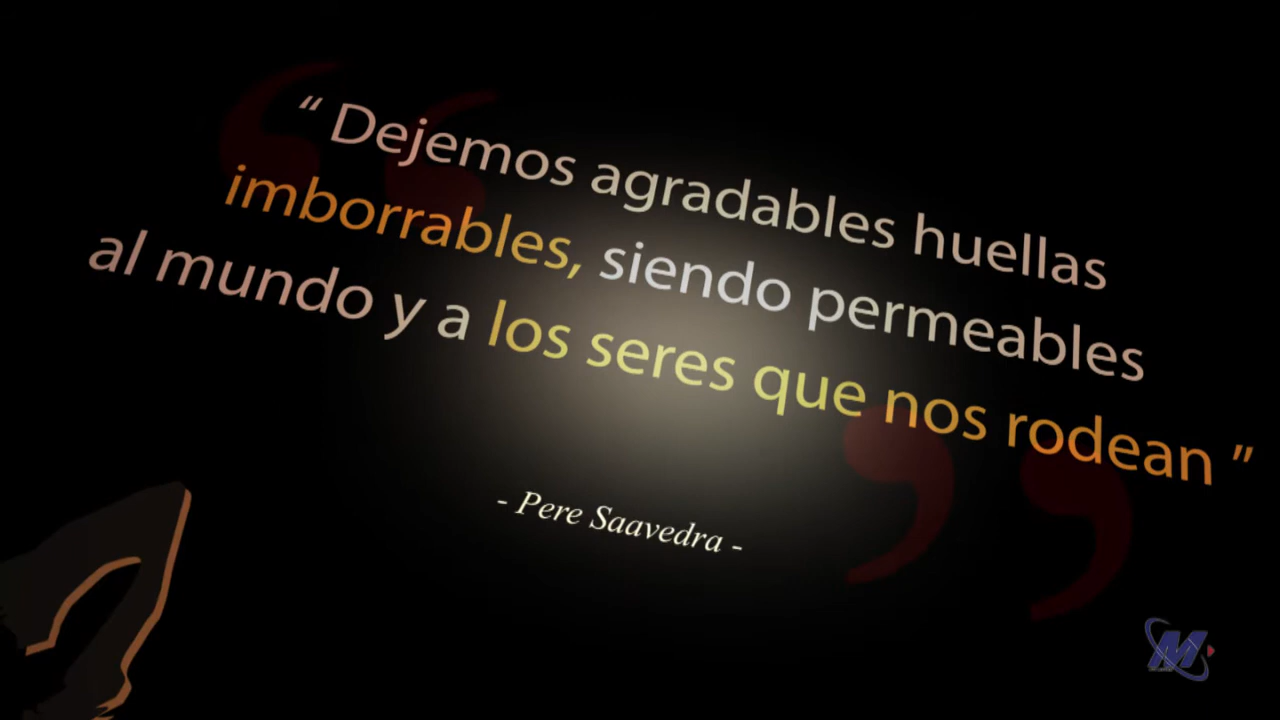 “ Dejemos agradables huellas
imborrables, siendo permeables
al mundo y a los seres que nos rodean ”
- Pere Saavedra -
M